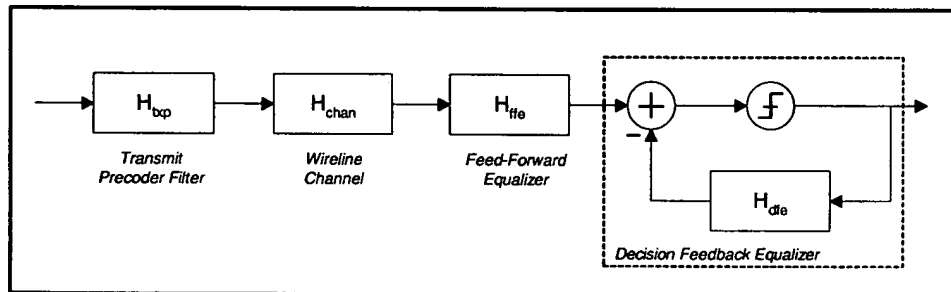 H_txp
H_chan
H_ffe
+
−
H_dfe
Transmit
Precoder Filter
Wireline
Channel
Feed-Forward
Equalizer
Decision Feedback Equalizer